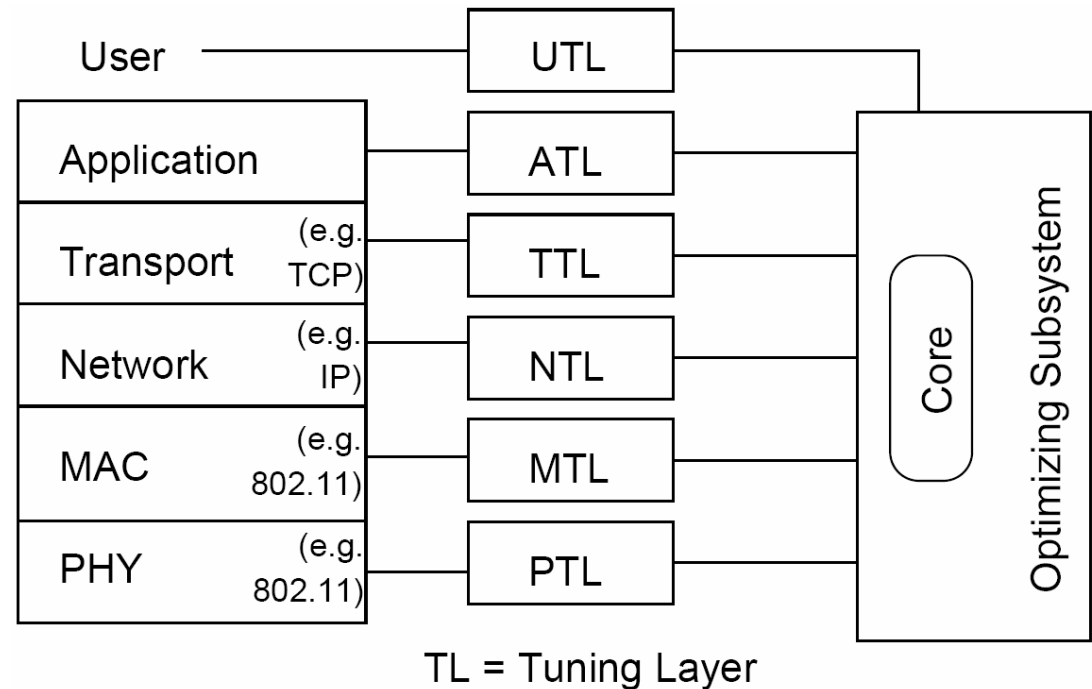 User
UTL
Application
ATL
Transport
(e.g.
TCP)
TTL
Network
(e.g.
IP)
NTL
MAC
(e.g.
802.11)
MTL
PHY
(e.g.
802.11)
PTL
Core
Optimizing Subsystem
TL = Tuning Layer